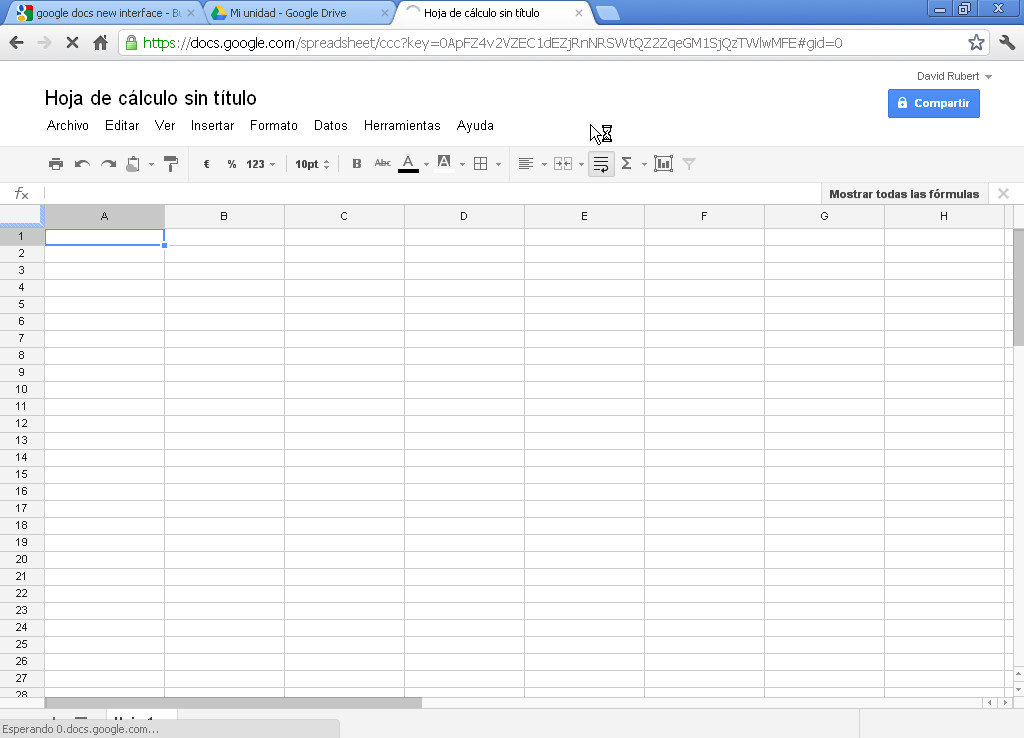 google docs new interface - Bu
Mi unidad - Google Drive
Hoja de cálculo sin título
https://docs.google.com/spreadsheet/ccc?key=0ApFZ4v2VZEC1dEZjRnNRSWtQZ2ZqeGM1SjQzTWlwMFE#gid=0
David Rubert
Hoja de cálculo sin título
Compartir
Archivo Editar Ver Insertar Formato Datos Herramientas Ayuda
€ % 123 10pt B Abc A A Σ
fx Mostrar todas las fórmulas
A B C D E F G H
1
2
3
4
5
6
7
8
9
10
11
12
13
14
15
16
17
18
19
20
21
22
23
24
25
26
27
28
Hoja 1
Esperando 0.docs.google.com...